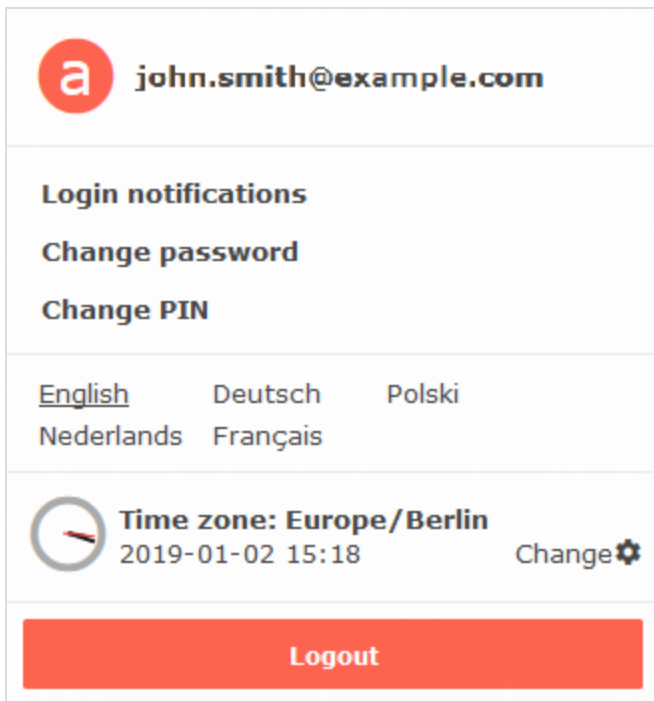 a john.smith@example.com
Login notifications
Change password
Change PIN
English Deutsch Polski
Nederlands Français
Time zone: Europe/Berlin
2019-01-02 15:18 Change
Logout